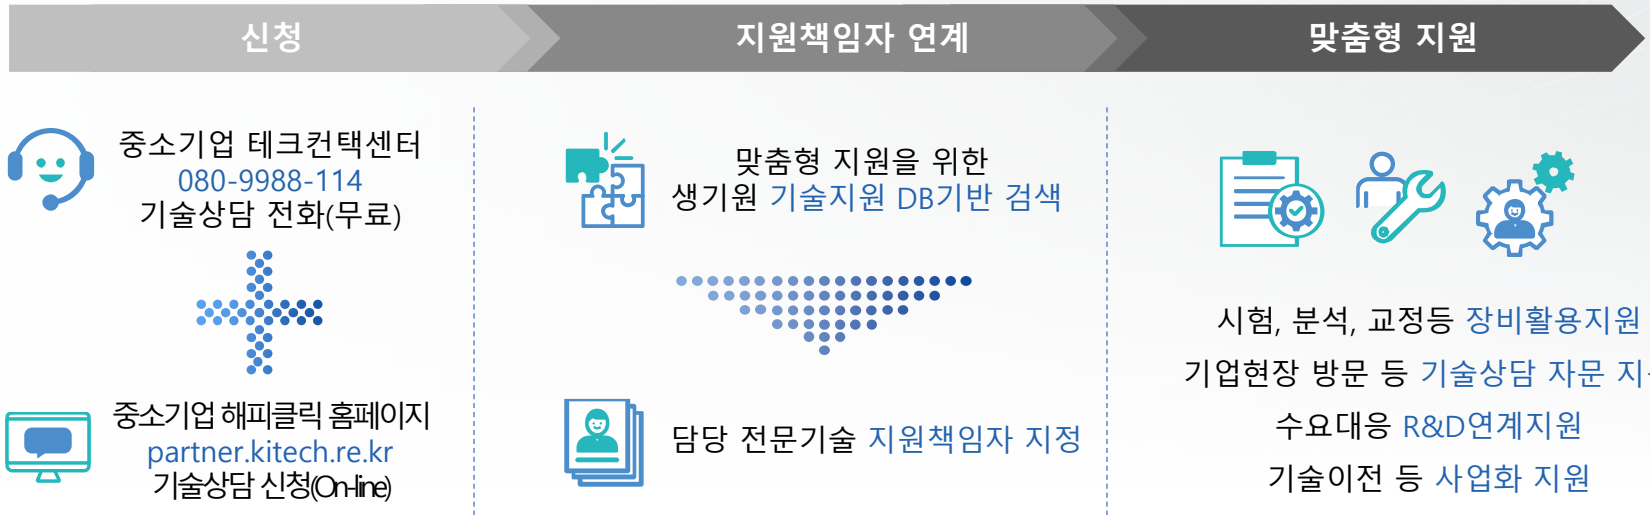 신청
지원책임자 연계
맞춤형 지원
중소기업 테크컨택센터
080-9988-114
기술상담 전화(무료)
중소기업 해피클릭 홈페이지
partner.kitech.re.kr
기술상담 신청(On-line)
맞춤형 지원을 위한
생기원 기술지원 DB기반 검색
담당 전문기술 지원책임자 지정
시험, 분석, 교정등 장비활용지원
기업현장 방문 등 기술상담 자문 지
수요대응 R&D연계지원
기술이전 등 사업화 지원